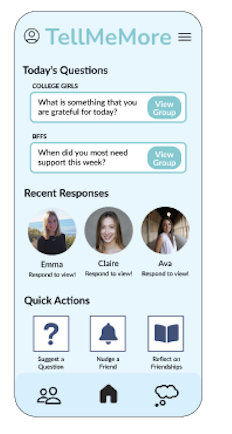 TellMeMore
Today's Questions
COLLEGE GIRLS
What is something that you
are grateful for today?
View
Group
BFFS
When did you most need
support this week?
View
Group
Recent Responses
Emma
Claire
Ava
Respond to view!
Respond to view!
Respond to view!
Quick Actions
?
Suggest a
Question
Nudge a
Friend
Reflect on
Friendships